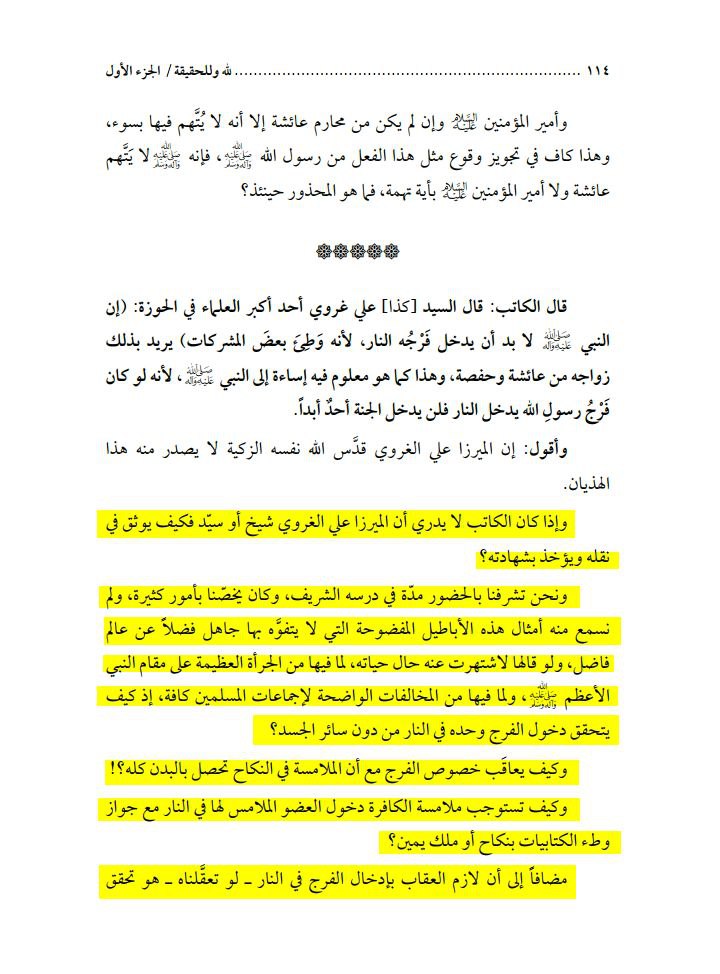 ١١٤ ........................................................................ لله وللحقيقة / الجزء الأول
وأمير المؤمنين عليه السلام وإن لم يكن من محارم عائشة إلا أنه لا يُتَّهم فيها بسوء،
وهذا كاف في تجويز وقوع مثل هذا الفعل من رسول الله صلى الله عليه وآله وسلم، فإنه صلى الله عليه وآله وسلم لا يَتَّهم
عائشة ولا أمير المؤمنين عليه السلام بأية تهمة، فما هو المحذور حينئذ؟
قال الكاتب: قال السيد [كذا] علي غروي أحد أكبر العلماء في الحوزة: (إن
النبي صلى الله عليه وآله لا بد أن يدخل فَرْجُه النار، لأنه وَطِئَ بعضَ المشركات) يريد بذلك
زواجه من عائشة وحفصة، وهذا كما هو معلوم فيه إساءة إلى النبي صلى الله عليه وآله، لأنه لو كان
فَرْجُ رسولِ الله يدخل النار فلن يدخل الجنة أحدٌ أبداً.
وأقول: إن الميرزا علي الغروي قدَّس الله نفسه الزكية لا يصدر منه هذا
الهذيان.
وإذا كان الكاتب لا يدري أن الميرزا علي الغروي شيخ أو سيّد فكيف يوثق في
نقله ويؤخذ بشهادته؟
ونحن تشرفنا بالحضور مدّة في درسه الشريف، وكان يخصّنا بأمور كثيرة، ولم
نسمع منه أمثال هذه الأباطيل المفضوحة التي لا يتفوَّه بها جاهل فضلاً عن عالم
فاضل، ولو قالها لاشتهرت عنه حال حياته، لما فيها من الجرأة العظيمة على مقام النبي
الأعظم صلى الله عليه وآله وسلم، ولما فيها من المخالفات الواضحة لإجماعات المسلمين كافة، إذ كيف
يتحقق دخول الفرج وحده في النار من دون سائر الجسد؟
وكيف يعاقَب خصوص الفرج مع أن الملامسة في النكاح تحصل بالبدن كله؟!
وكيف تستوجب ملامسة الكافرة دخول العضو الملامس لها في النار مع جواز
وطء الكتابيات بنكاح أو ملك يمين؟
مضافاً إلى أن لازم العقاب بإدخال الفرج في النار ـ لو تعقَّلناه ـ هو تحقق